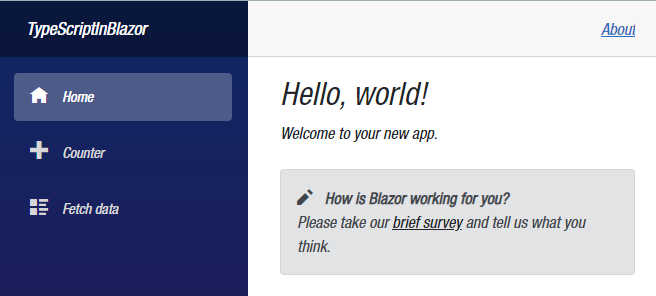 TypeScriptInBlazor
About
Home
Counter
Fetch data
Hello, world!
Welcome to your new app.
How is Blazor working for you?
Please take our brief survey and tell us what you
think.